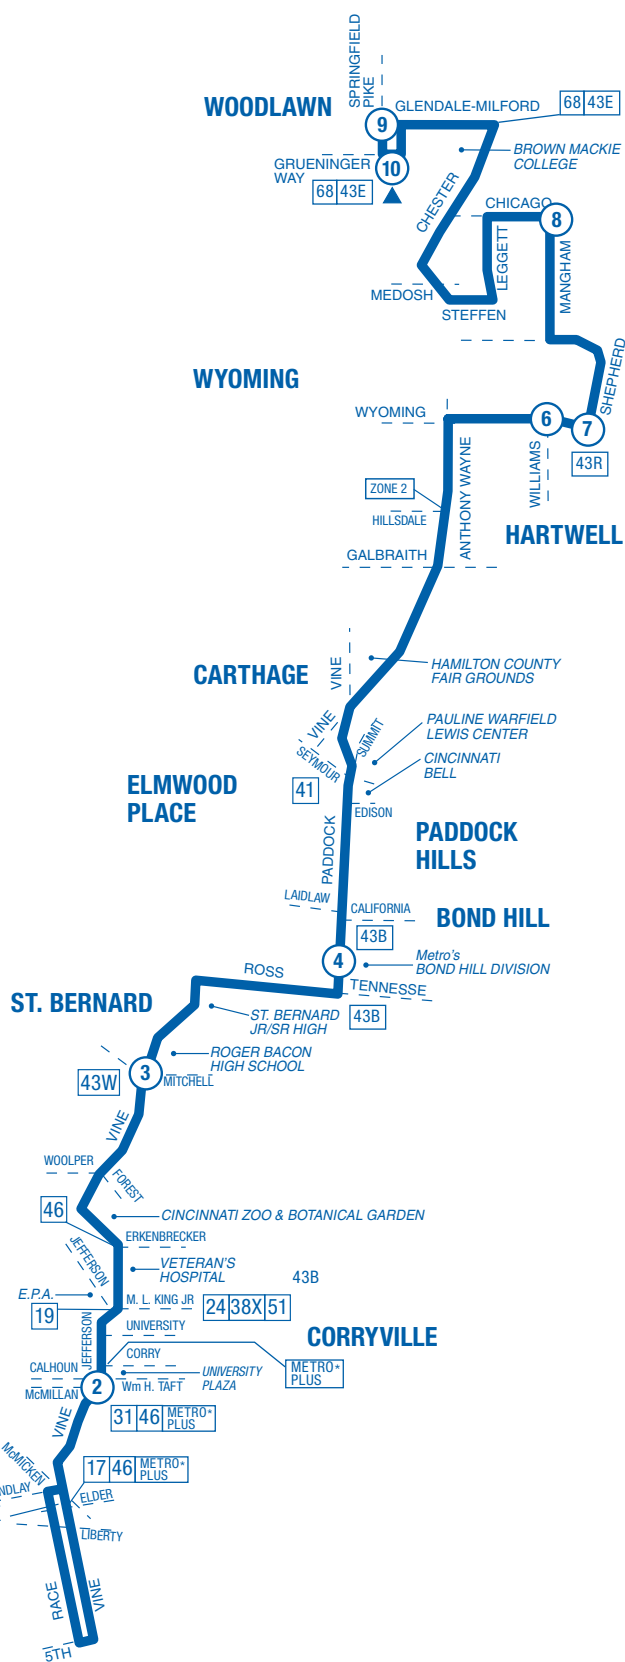 SPRINGFIELD
PIKE
WOODLAWN
GLENDALE-MILFORD
68 43E
9
BROWN MACKIE
COLLEGE
GRUENINGER
WAY
10
68 43E
CHESTER
CHICAGO
8
LEGGETT
MANGHAM
MEDOSH
STEFFEN
WYOMING
SHEPHERD
WYOMING
6
7
43R
WILLIAMS
ANTHONY WAYNE
ZONE 2
HILLSDALE
HARTWELL
GALBRAITH
VINE
CARTHAGE
HAMILTON COUNTY
FAIR GROUNDS
VINE
SUMMIT
PAULINE WARFIELD
LEWIS CENTER
SEYMOUR
CINCINNATI
BELL
ELMWOOD
PLACE
41
EDISON
PADDOCK
PADDOCK
HILLS
LAIDLAW
CALIFORNIA
BOND HILL
43B
4
Metro's
BOND HILL DIVISION
ROSS
TENNESSE
ST. BERNARD
43B
ST. BERNARD
JR/SR HIGH
ROGER BACON
HIGH SCHOOL
43W
3
MITCHELL
VINE
WOOLPER
FOREST
46
CINCINNATI ZOO & BOTANICAL GARDEN
ERKENBRECKER
JEFFERSON
VETERAN'S
HOSPITAL
43B
E.P.A.
M. L. KING JR
24 38X 51
19
JEFFERSON
UNIVERSITY
CORRYVILLE
CORRY
CALHOUN
UNIVERSITY
PLAZA
METRO*
PLUS
McMILLAN
2
Wm H. TAFT
31 46 METRO*
PLUS
VINE
McMICKEN
17 46 METRO*
PLUS
NDLAY
ELDER
LIBERTY
RACE
VINE
5TH